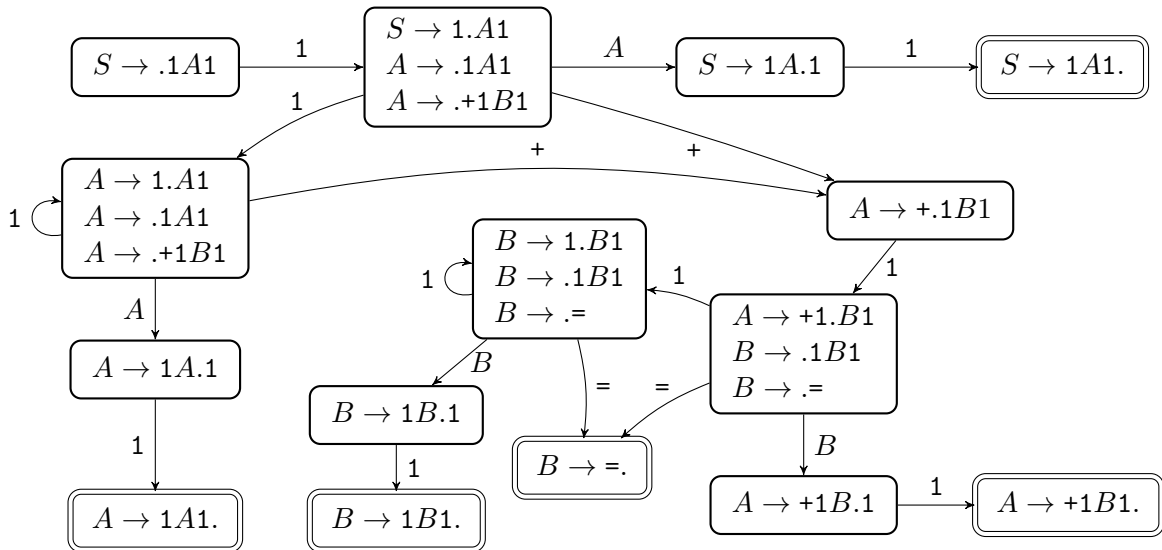 S → .1A1
1
S → 1.A1
A → .1A1
A → .+1B1
A
S → 1A.1
1
S → 1A1.
1
+
+
1
A → 1.A1
A → .1A1
A → .+1B1
A → +.1B1
1
B → 1.B1
B → .1B1
B → .=
1
1
A → +1.B1
B → .1B1
B → .=
A
B
=
=
A → 1A.1
B → 1B.1
B
1
1
B → =.
A → 1A1.
B → 1B1.
A → +1B.1
1
A → +1B1.